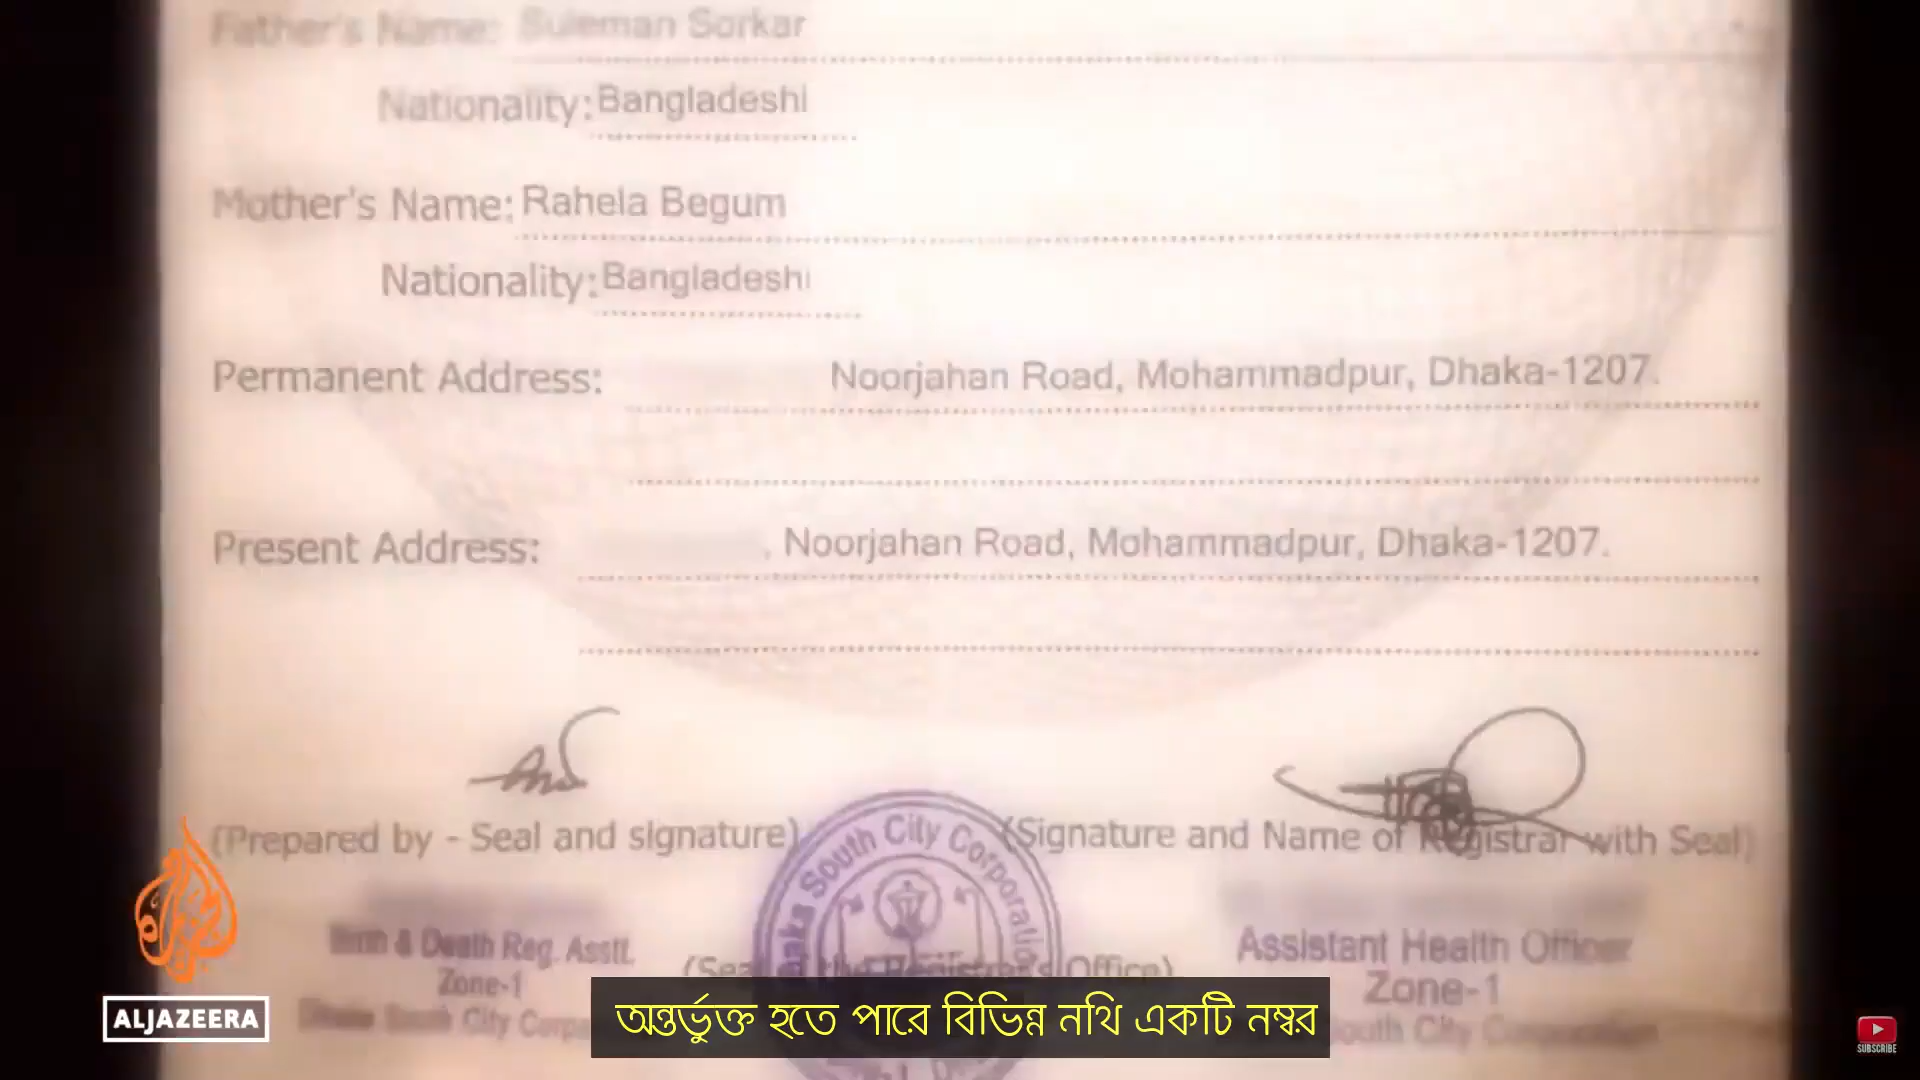 Father's Name: Suleman Sorkar
Nationality: Bangladeshi
Mother's Name: Rahela Begum
Nationality: Bangladeshi
Permanent Address: Noorjahan Road, Mohammadpur, Dhaka-1207.
Present Address: , Noorjahan Road, Mohammadpur, Dhaka-1207.
(Prepared by - Seal and signature)
(Signature and Name of Registrar with Seal)
South City Corporation
Birth & Death Reg. Asstt.
Zone-1
South City
Assistant Health Officer
Zone-1
South City Corporation
(Seal of the Registrar's Office)
অন্তর্ভুক্ত হতে পারে বিভিন্ন নথি একটি নম্বর
ALJAZEERA
SUBSCRIBE